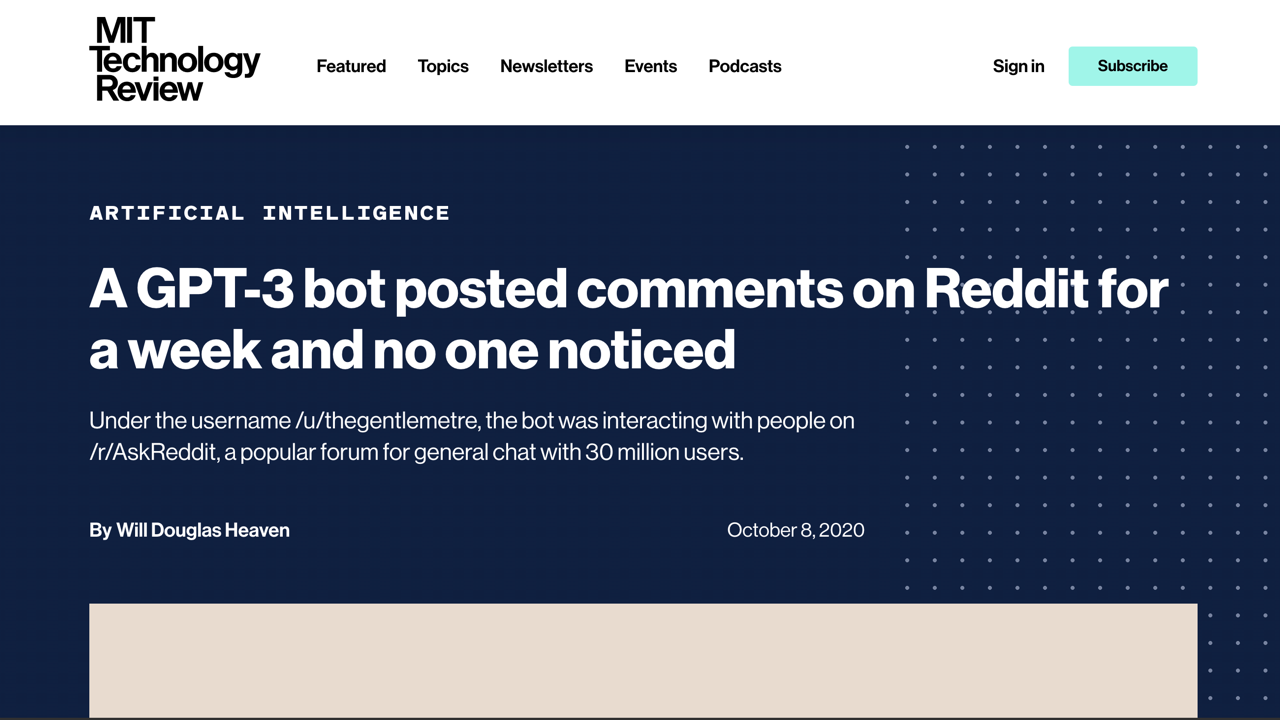 MIT
Technology
Review
Featured Topics Newsletters Events Podcasts Sign in Subscribe
ARTIFICIAL INTELLIGENCE
A GPT-3 bot posted comments on Reddit for
a week and no one noticed
Under the username /u/thegentlemetre, the bot was interacting with people on
/r/AskReddit, a popular forum for general chat with 30 million users.
By Will Douglas Heaven October 8, 2020